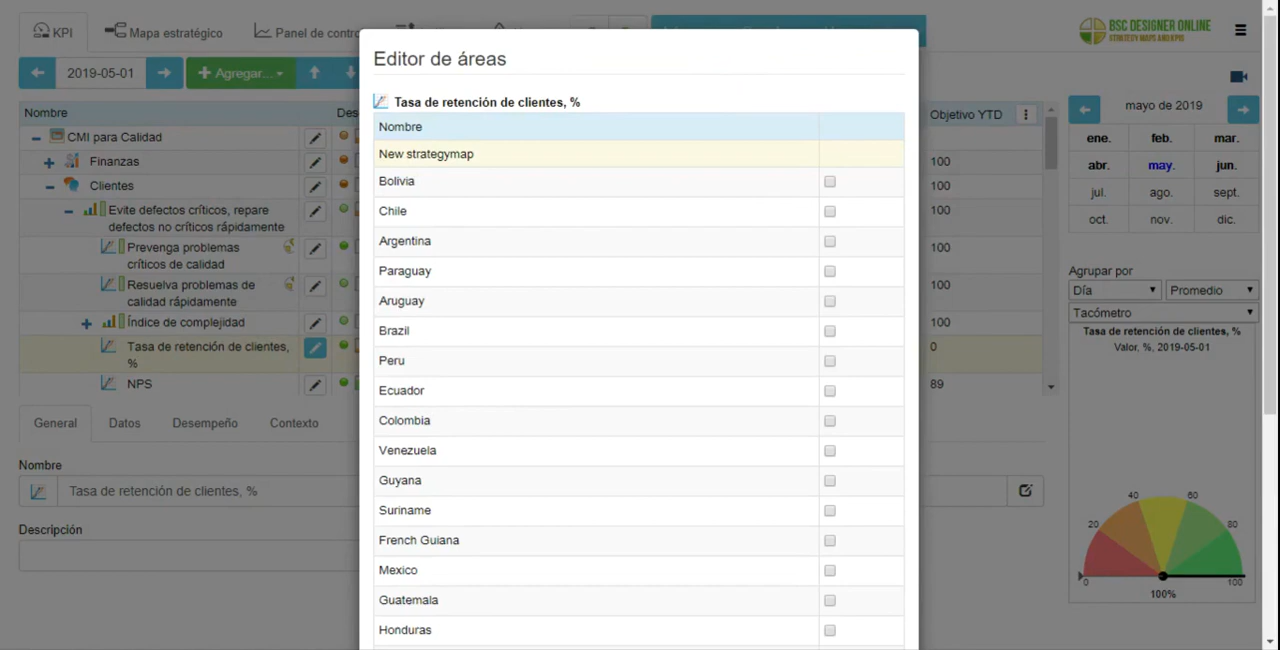 KPI
Mapa estratégico
Panel de contro
BSC DESIGNER ONLINE
STRATEGY MAPS AND KPIS
2019-05-01
Agregar...
Nombre
Des
Objetivo YTD
CMI para Calidad
Finanzas
100
Clientes
100
Evite defectos críticos, repare
defectos no críticos rápidamente
100
Prevenga problemas
críticos de calidad
100
Resuelva problemas de
calidad rápidamente
100
Índice de complejidad
100
Tasa de retención de clientes,
%
0
NPS
89
General
Datos
Desempeño
Contexto
Nombre
Tasa de retención de clientes, %
Descripción
Editor de áreas
Tasa de retención de clientes, %
Nombre
New strategymap
Bolivia
Chile
Argentina
Paraguay
Aruguay
Brazil
Peru
Ecuador
Colombia
Venezuela
Guyana
Suriname
French Guiana
Mexico
Guatemala
Honduras
mayo de 2019
ene. feb. mar.
abr. may. jun.
jul. ago. sept.
oct. nov. dic.
Agrupar por
Día
Promedio
Tacómetro
Tasa de retención de clientes, %
Valor, %, 2019-05-01
40 60
20 80
0 100
100%